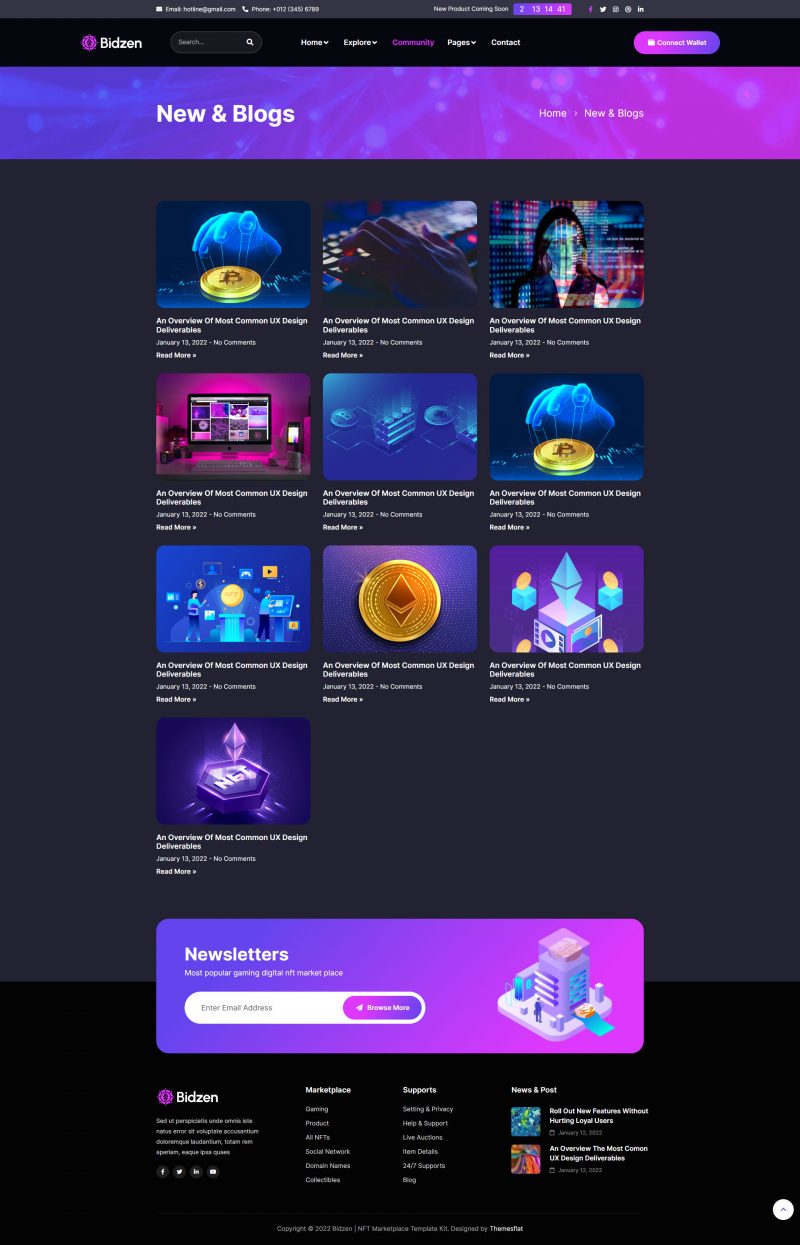 Email: hotline@gmail.com Phone: +012 (345) 6789 New Product Coming Soon 2 13 14 41
Bidzen Search... Home Explore Community Pages Contact Connect Wallet
New & Blogs Home > New & Blogs
An Overview Of Most Common UX Design
Deliverables
January 13, 2022 - No Comments
Read More »
An Overview Of Most Common UX Design
Deliverables
January 13, 2022 - No Comments
Read More »
An Overview Of Most Common UX Design
Deliverables
January 13, 2022 - No Comments
Read More »
An Overview Of Most Common UX Design
Deliverables
January 13, 2022 - No Comments
Read More »
An Overview Of Most Common UX Design
Deliverables
January 13, 2022 - No Comments
Read More »
An Overview Of Most Common UX Design
Deliverables
January 13, 2022 - No Comments
Read More »
NFT
An Overview Of Most Common UX Design
Deliverables
January 13, 2022 - No Comments
Read More »
An Overview Of Most Common UX Design
Deliverables
January 13, 2022 - No Comments
Read More »
An Overview Of Most Common UX Design
Deliverables
January 13, 2022 - No Comments
Read More »
NFT
An Overview Of Most Common UX Design
Deliverables
January 13, 2022 - No Comments
Read More »
Newsletters
Most popular gaming digital nft market place
Enter Email Address Browse More
Bidzen
Sed ut perspiciatis unde omnis iste
natus error sit voluptate accusantium
doloremque laudantium, totam rem
aperiam, eaque ipsa quaes
Marketplace
Gaming
Product
All NFTs
Social Network
Domain Names
Collectibles
Supports
Setting & Privacy
Help & Support
Live Auctions
Item Details
24/7 Supports
Blog
News & Post
Roll Out New Features Without
Hurting Loyal Users
January 12, 2022
An Overview The Most Comon
UX Design Deliverables
January 12, 2022
Copyright © 2022 Bidzen | NFT Marketplace Template Kit. Designed by Themesflat